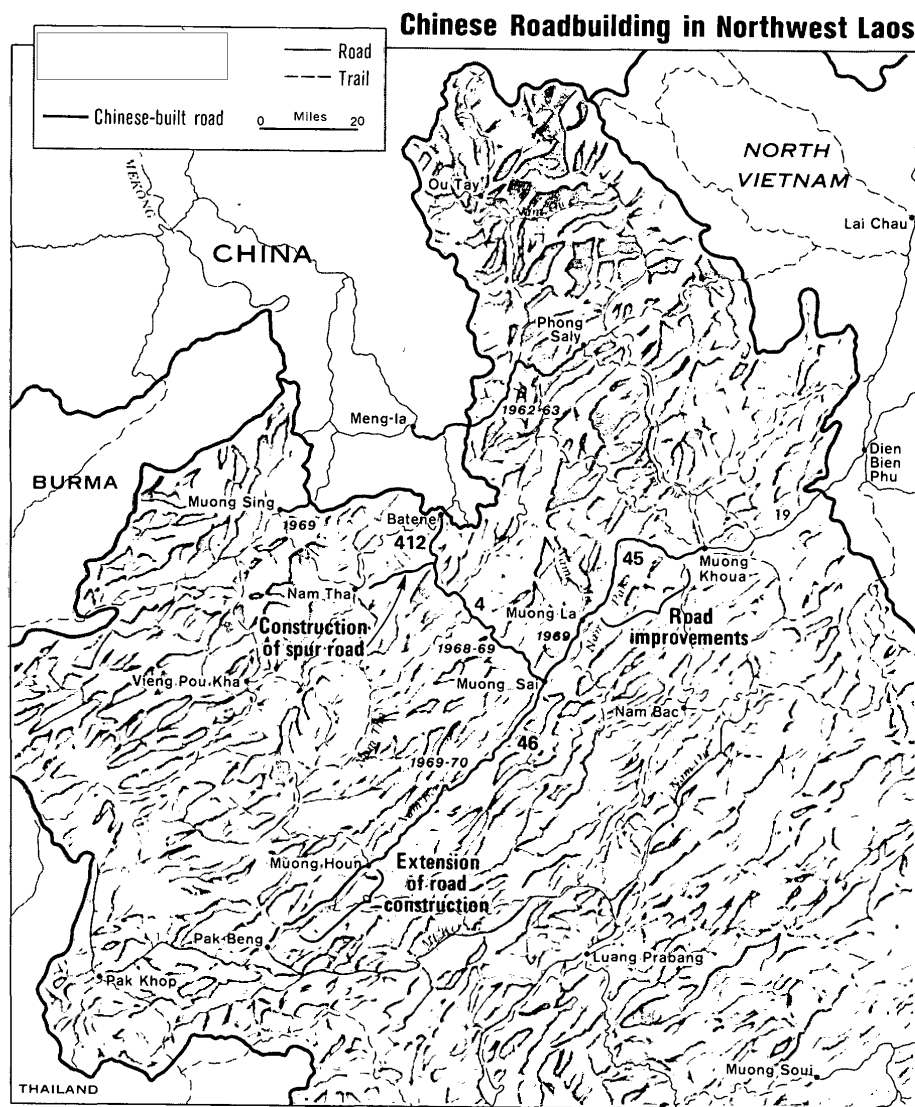 Chinese Roadbuilding in Northwest Laos
Road
Trail
Chinese-built road
0 Miles 20
MEKONG
CHINA
NORTH
VIETNAM
Lai Chau
Ou Tay
Phong
Saly
1962-63
Meng-la
BURMA
Muong Sing
1969
Batene
412
Dien
Bien
Phu
19
45
Muong
Khoua
Nam Tha
4
Muong La
1969
Nam Pak
Road
improvements
Construction
of spur road
1968-69
Vieng Pou Kha
Muong Sai
Nam Bac
46
Nam Tha
1969-70
Muong Houn
Extension
of road
construction
Pak Beng
Luang Prabang
Pak Khop
Muong Soui
THAILAND